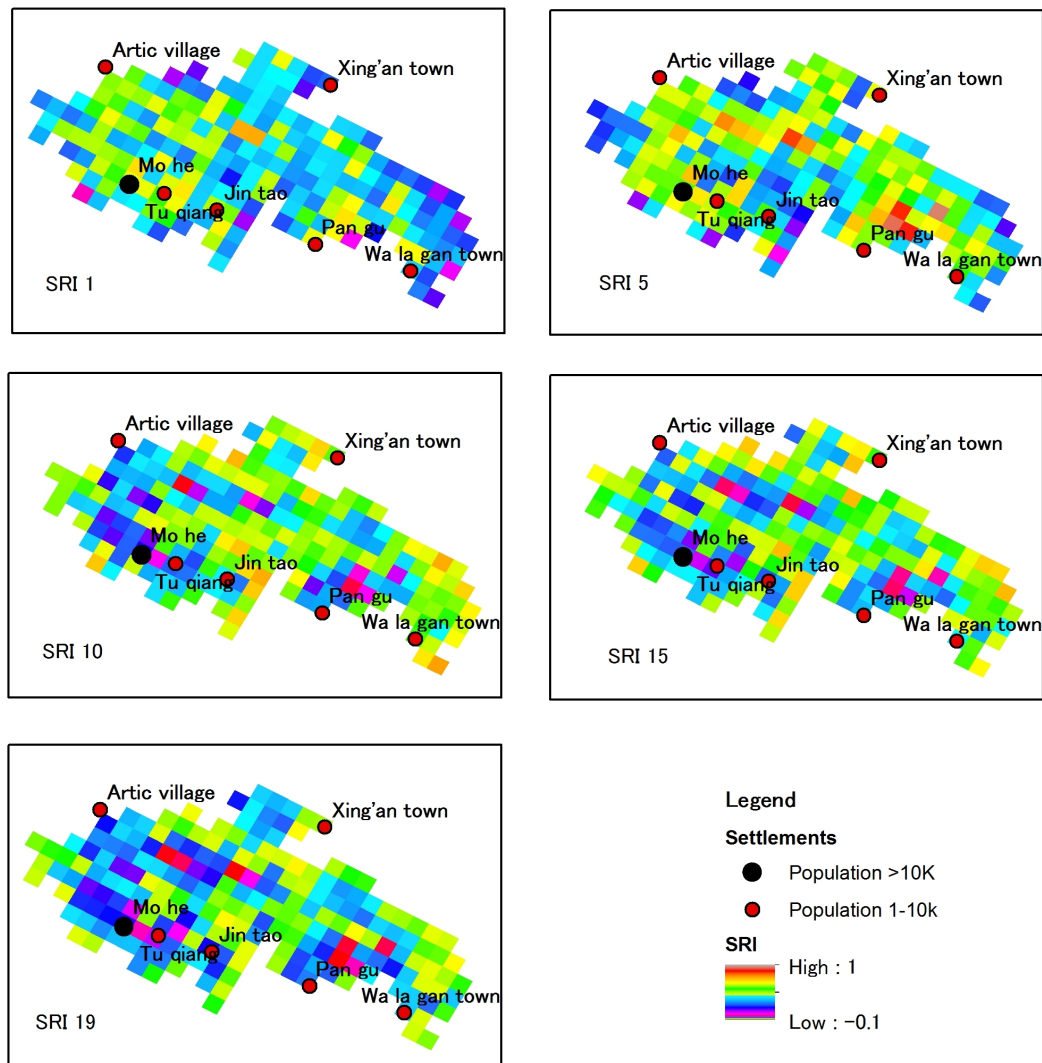 Artic village
Xing'an town
Mo he
Tu qiang
Jin tao
Pan gu
Wa la gan town
SRI 1
Artic village
Xing'an town
Mo he
Tu qiang
Jin tao
Pan gu
Wa la gan town
SRI 5
Artic village
Xing'an town
Mo he
Tu qiang
Jin tao
Pan gu
Wa la gan town
SRI 10
Artic village
Xing'an town
Mo he
Tu qiang
Jin tao
Pan gu
Wa la gan town
SRI 15
Artic village
Xing'an town
Mo he
Tu qiang
Jin tao
Pan gu
Wa la gan town
SRI 19
Legend
Settlements
Population >10K
Population 1-10k
SRI
High : 1
Low : -0.1